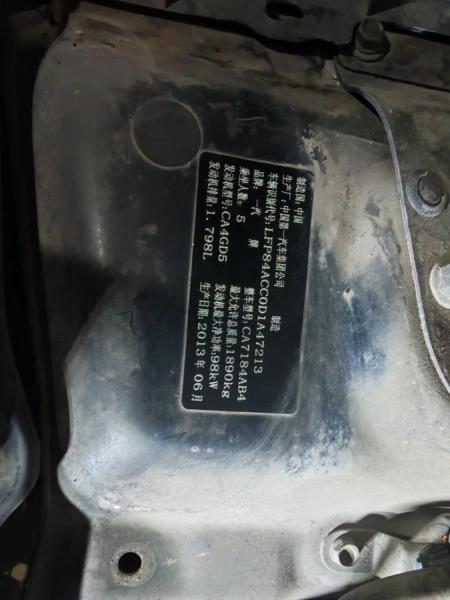 制造国: 中国
生产厂: 中国第一汽车集团公司 制造
车辆识别代号: LFP84ACC0D1A47213
品牌: 一汽 牌 整车型号: CA7184AB4
乘坐人数: 5 最大允许总质量: 1890kg
发动机型号: CA4GD5 发动机最大净功率: 98kW
发动机排量: 1.798L 生产日期: 2013年06月